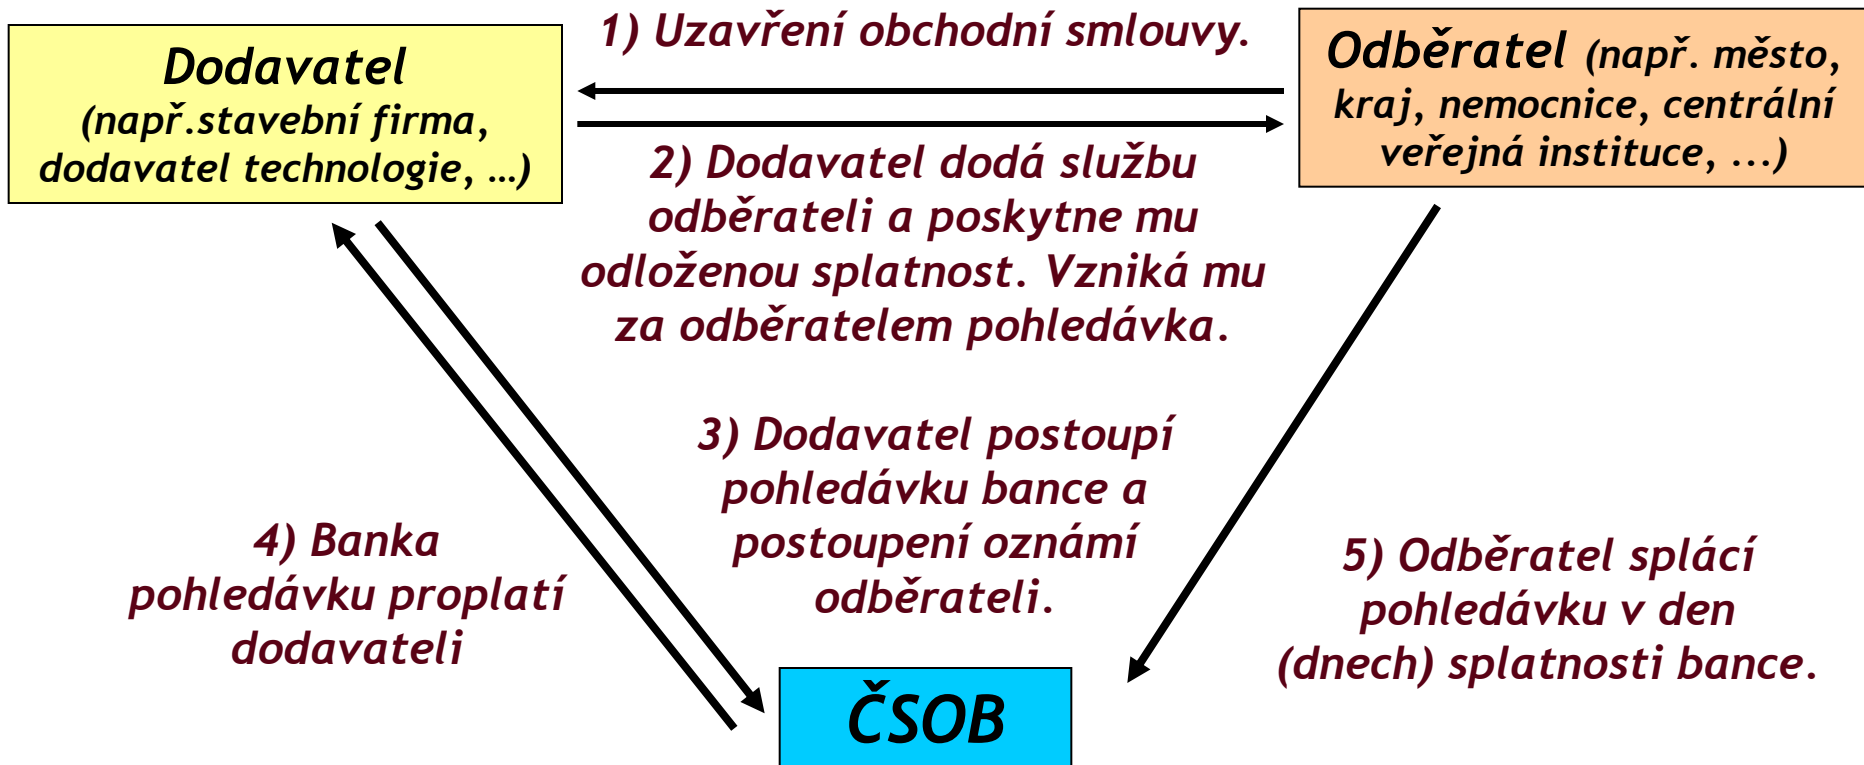 Dodavatel
(např.stavební firma,
dodavatel technologie, …)
1) Uzavření obchodní smlouvy.
Odběratel (např. město,
kraj, nemocnice, centrální
veřejná instituce, ...)
2) Dodavatel dodá službu
odběrateli a poskytne mu
odloženou splatnost. Vzniká mu
za odběratelem pohledávka.
3) Dodavatel postoupí
pohledávku bance a
postoupení oznámí
odběrateli.
4) Banka
pohledávku proplatí
dodavateli
5) Odběratel splácí
pohledávku v den
(dnech) splatnosti bance.
ČSOB